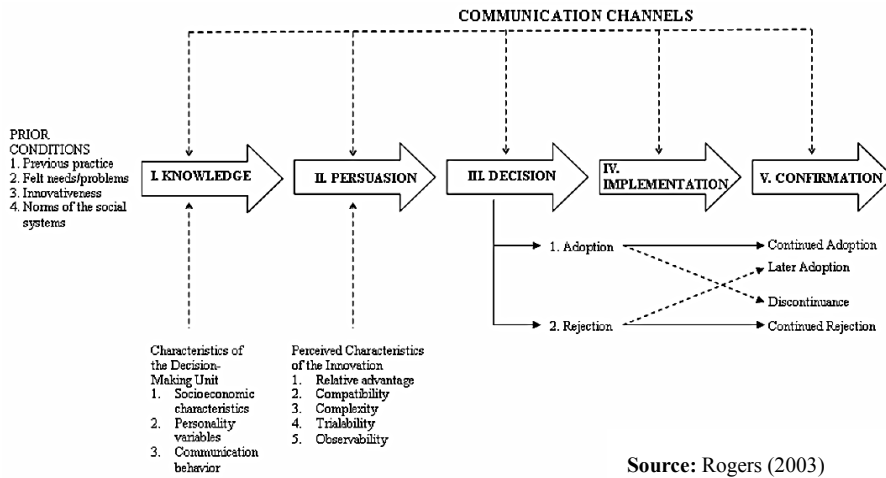 COMMUNICATION CHANNELS
PRIOR
CONDITIONS
1. Previous practice
2. Felt needs/problems
3. Innovativeness
4. Norms of the social
systems
I. KNOWLEDGE
II. PERSUASION
III. DECISION
IV.
IMPLEMENTATION
V. CONFIRMATION
1. Adoption
2. Rejection
Continued Adoption
Later Adoption
Discontinuance
Continued Rejection
Characteristics of
the Decision-
Making Unit
1. Socioeconomic
characteristics
2. Personality
variables
3. Communication
behavior
Perceived Characteristics
of the Innovation
1. Relative advantage
2. Compatibility
3. Complexity
4. Trialability
5. Observability
Source: Rogers (2003)